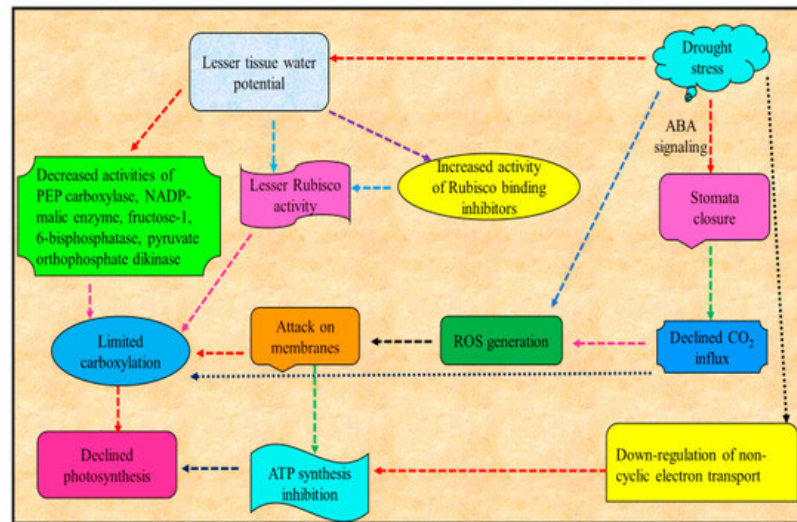 Lesser tissue water
potential
Drought
stress
ABA
signaling
Decreased activities of
PEP carboxylase, NADP-
malic enzyme, fructose-1,
6-bisphosphatase, pyruvate
orthophosphate dikinase
Lesser Rubisco
activity
Increased activity
of Rubisco binding
inhibitors
Stomata
closure
Limited
carboxylation
Attack on
membranes
ROS generation
Declined CO₂
influx
Declined
photosynthesis
ATP synthesis
inhibition
Down-regulation of non-
cyclic electron transport